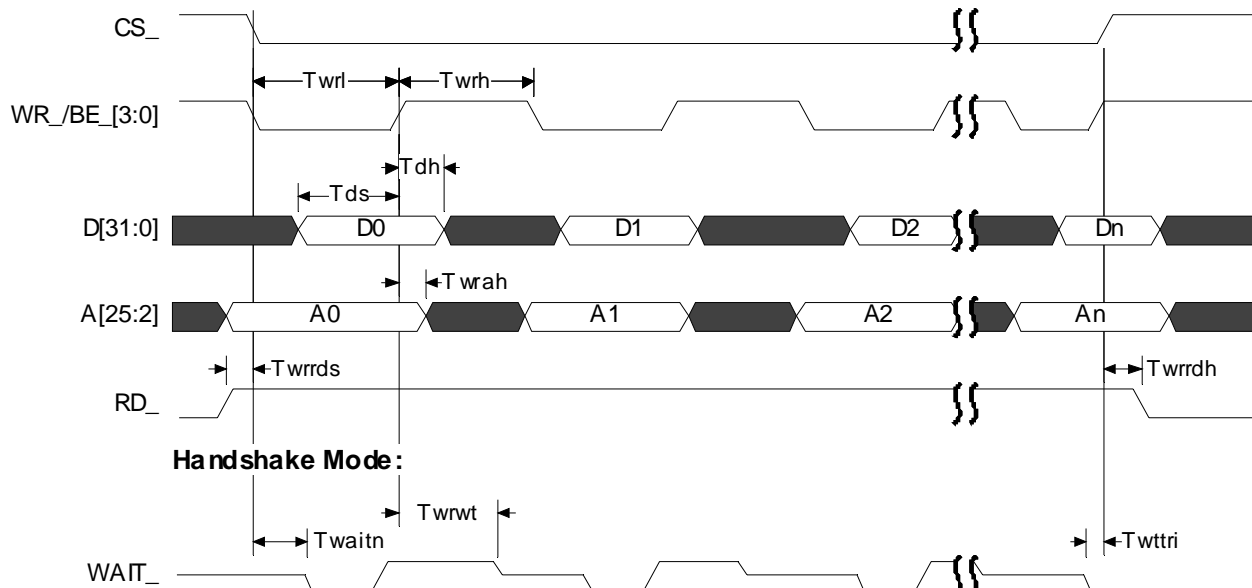 CS_
Twrl Twrh
WR_/BE_[3:0]
Tdh
Tds
D[31:0] D0 D1 D2 Dn
Twrah
A[25:2] A0 A1 A2 An
Twrrds Twrrdh
RD_
Handshake Mode:
Twrwt
Twaitn Twttri
WAIT_